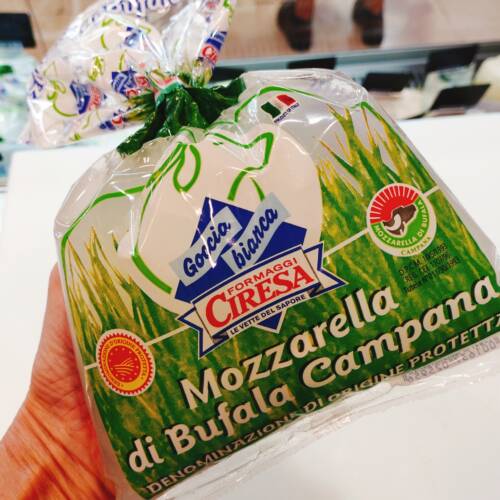 CIRESA
Goccia
bianca
FORMAGGI
CIRESA
LE VETTE DEL SAPORE
MOZZARELLA DI BUFALA
CAMPANA
Mozzarella
di Bufala Campana
DENOMINAZIONE DI ORIGINE PROTETTA